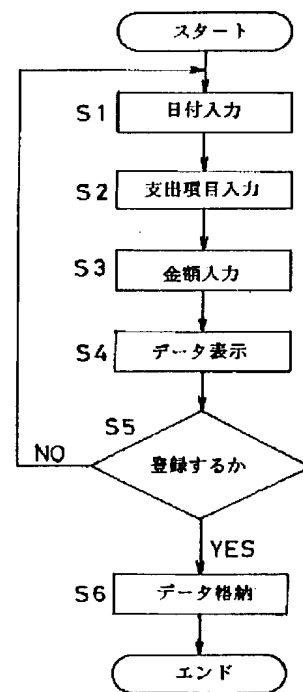 スタート
S1
日付入力
S2
支出項目入力
S3
金額入力
S4
データ表示
S5
登録するか
NO
YES
S6
データ格納
エンド